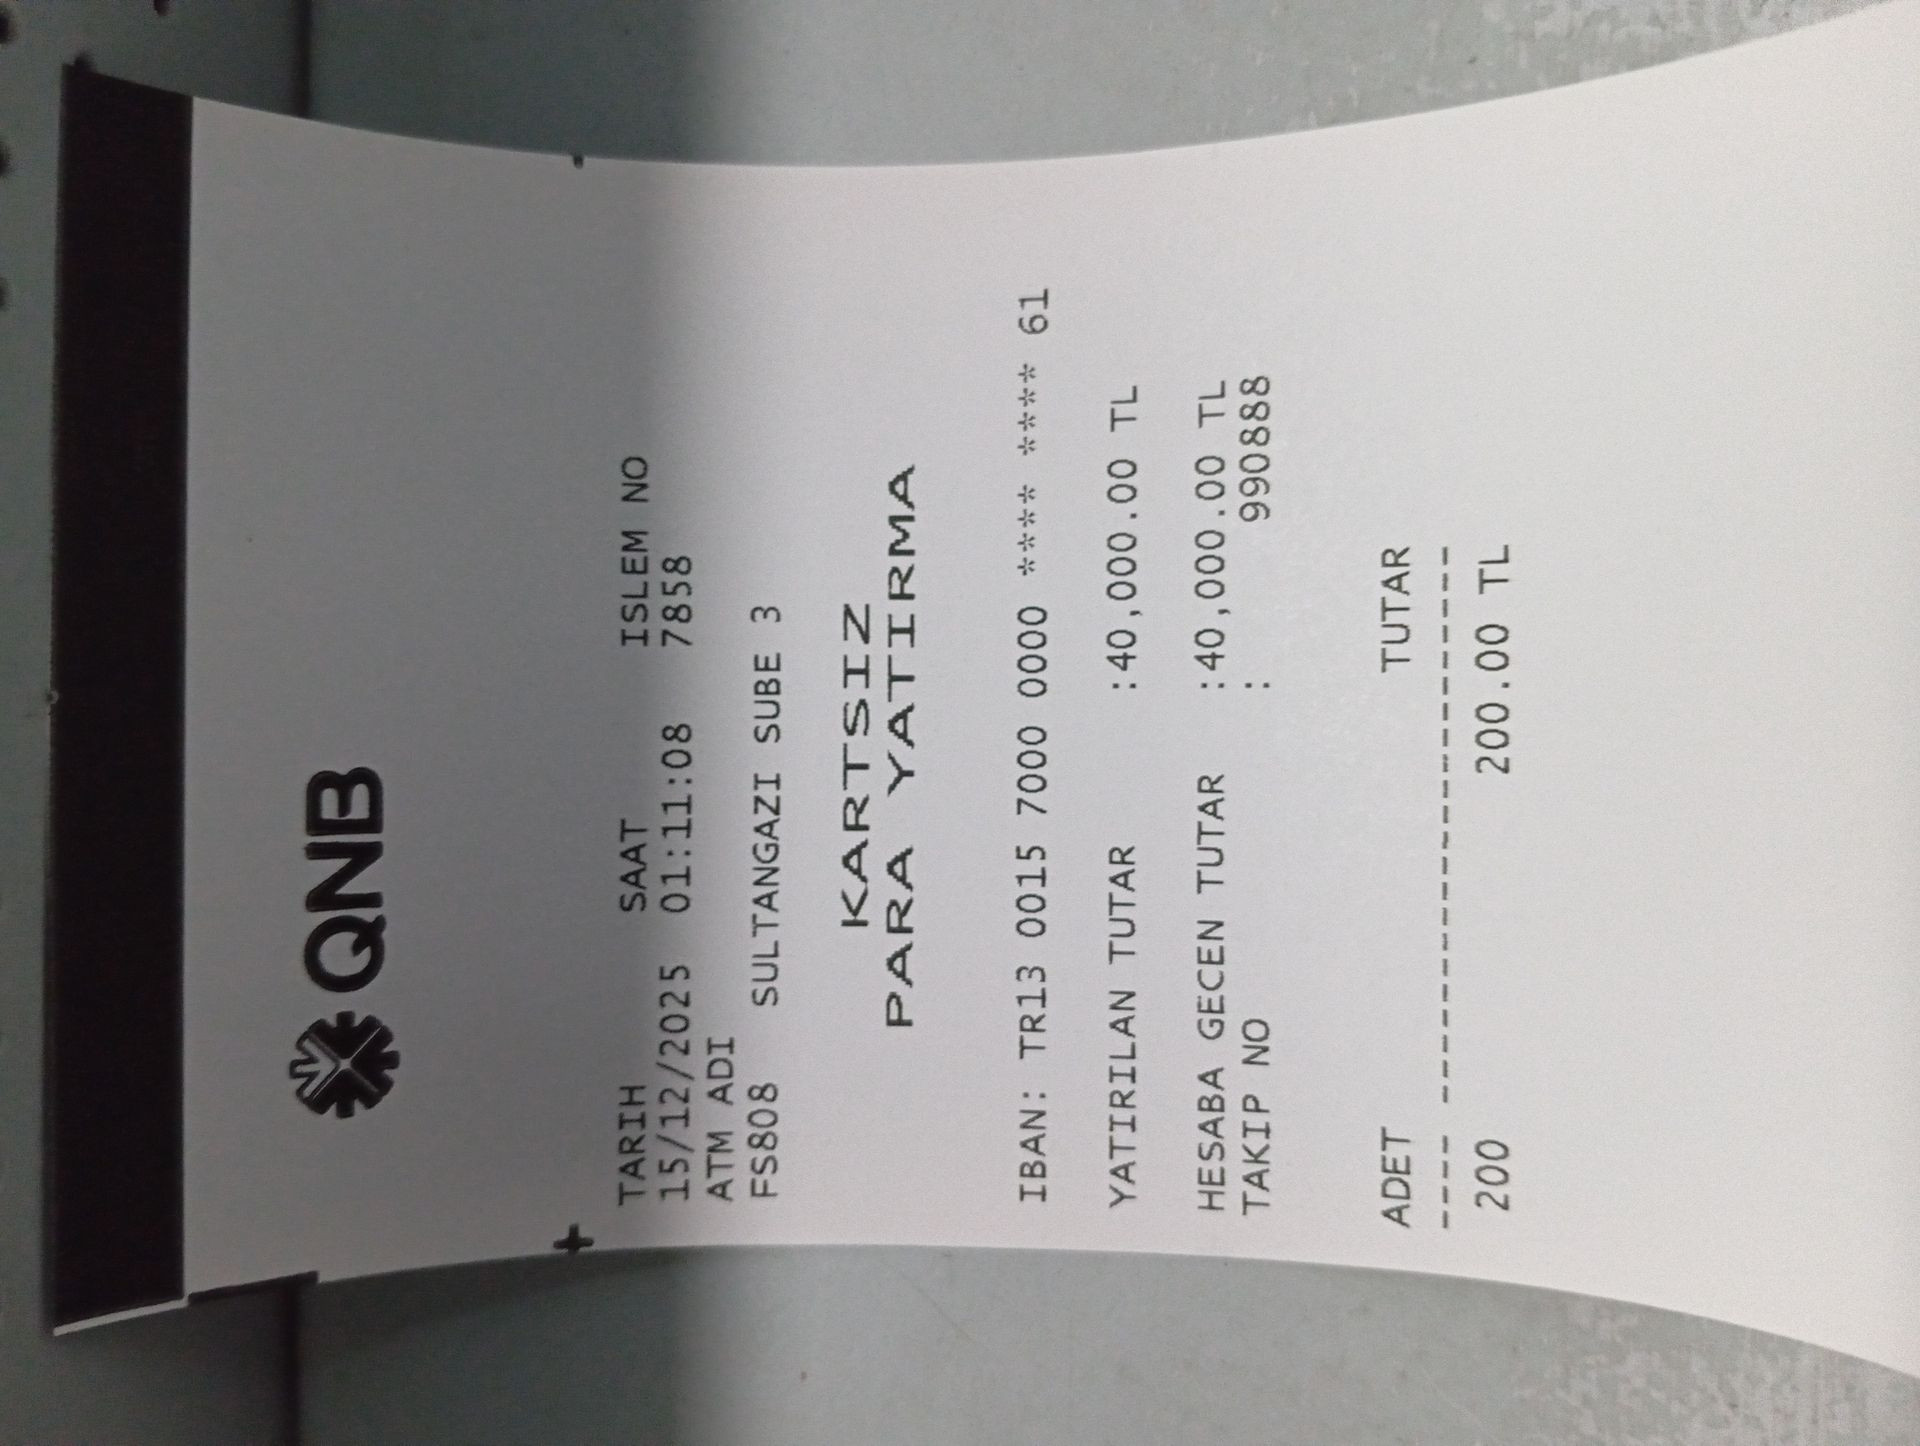 QNB
TARIH SAAT ISLEM NO
15/12/2025 01:11:08 7858
ATM ADI
FS808 SULTANGAZI SUBE 3
KARTSIZ
PARA YATIRMA
IBAN: TR13 0015 7000 0000 **** **** 61
YATIRILAN TUTAR :40,000.00 TL
HESABA GECEN TUTAR :40,000.00 TL
TAKIP NO : 990888
ADET TUTAR
---- ---------------------
200 200.00 TL